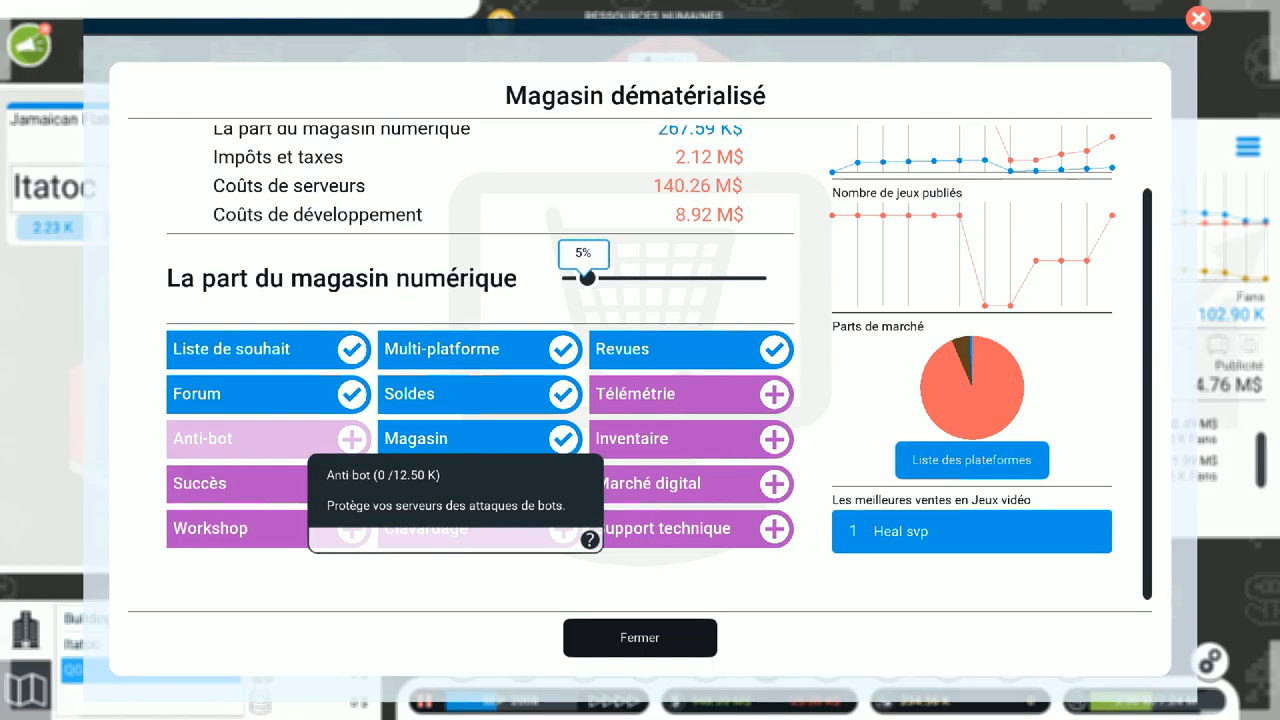 RESSOURCES HUMAINES
Magasin dématérialisé
Jamaican
Itatoc
2.23 K
La part du magasin numérique 267.59 K$
Impôts et taxes 2.12 M$
Coûts de serveurs 140.26 M$
Coûts de développement 8.92 M$
Nombre de jeux publiés
5%
La part du magasin numérique
Parts de marché
Liste de souhait Multi-platforme Revues
Forum Soldes Télémétrie
Anti-bot Magasin Inventaire
Succès Marché digital
Workshop Clavardage Support technique
Anti bot (0 /12.50 K)
Protège vos serveurs des attaques de bots.
?
Liste des plateformes
Les meilleures ventes en Jeux vidéo
1 Heal svp
Fans
102.90 K
Publicité
4.76 M$
Fermer
Itatoc